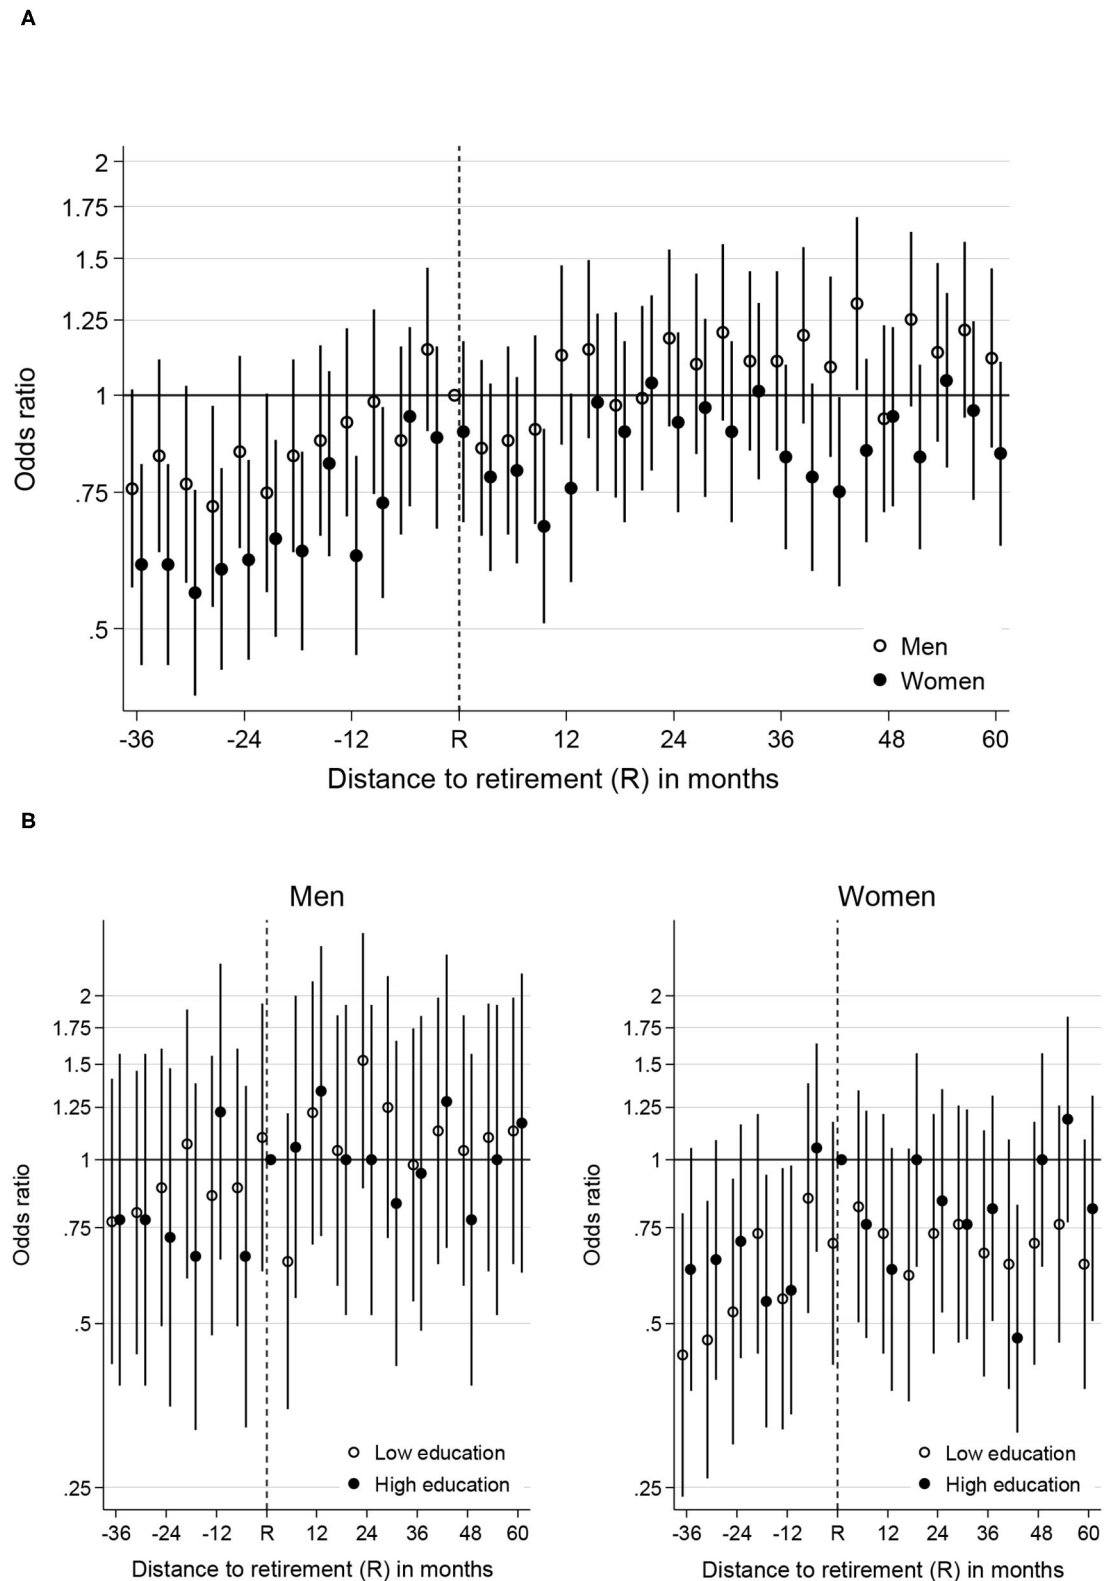 A
2
1.75
1.5
1.25
1
.75
.5
Odds ratio
Men
Women
-36 -24 -12 R 12 24 36 48 60
Distance to retirement (R) in months
B
Men
2
1.75
1.5
1.25
1
.75
.5
.25
Odds ratio
Low education
High education
-36 -24 -12 R 12 24 36 48 60
Distance to retirement (R) in months
Women
2
1.75
1.5
1.25
1
.75
.5
.25
Odds ratio
Low education
High education
-36 -24 -12 R 12 24 36 48 60
Distance to retirement (R) in months